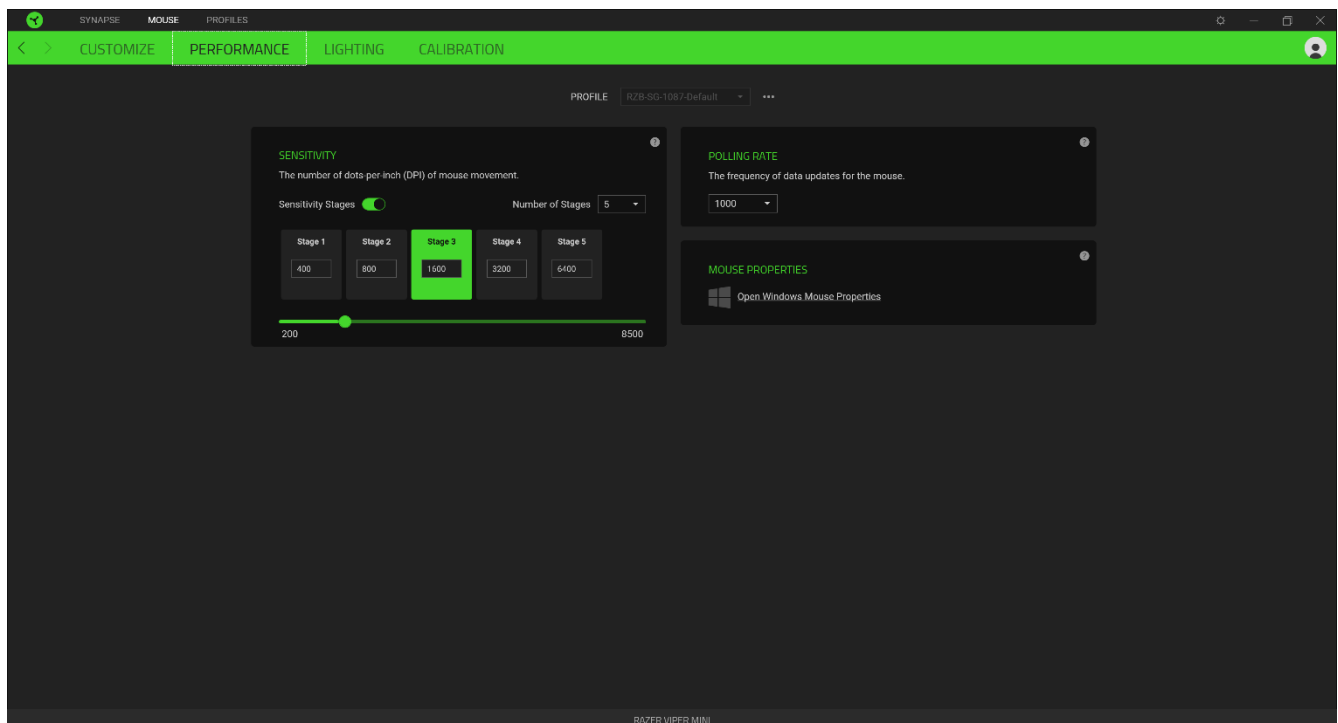 SYNAPSE MOUSE PROFILES
CUSTOMIZE PERFORMANCE LIGHTING CALIBRATION
PROFILE RZB-SG-1087-Default
SENSITIVITY
The number of dots-per-inch (DPI) of mouse movement.
Sensitivity Stages Number of Stages 5
Stage 1 Stage 2 Stage 3 Stage 4 Stage 5
400 800 1600 3200 6400
200 8500
POLLING RATE
The frequency of data updates for the mouse.
1000
MOUSE PROPERTIES
Open Windows Mouse Properties
RAZER VIPER MINI